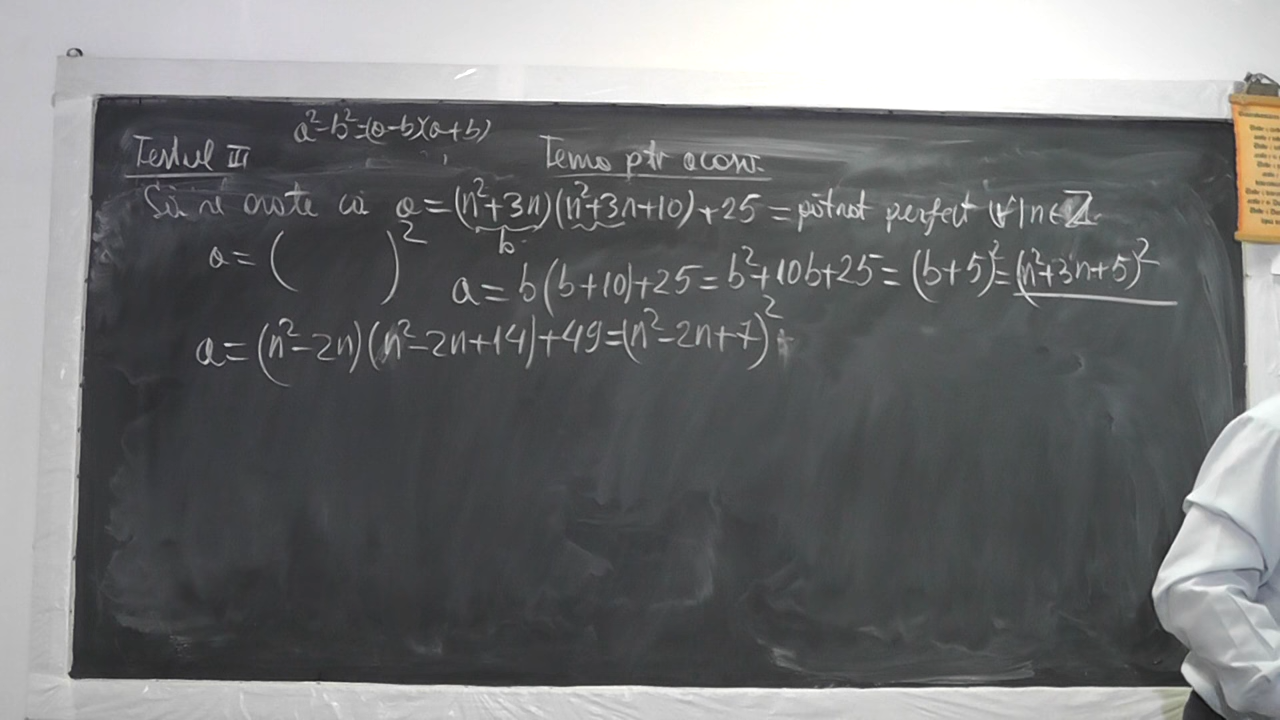 a²-b²=(a-b)(a+b)
Testul III
Tema ptr acasă.
Să se arate că a=(n²+3n)(n²+3n+10)+25=pătrat perfect (∀)n∈ℤ.
b
a=( )²
a=b(b+10)+25=b²+10b+25=(b+5)²=(n²+3n+5)²
a=(n²-2n)(n²-2n+14)+49=(n²-2n+7)²